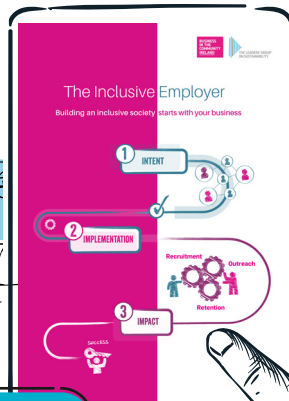 BUSINESS
IN THE
COMMUNITY
IRELAND
THE LEADERS' GROUP
ON SUSTAINABILITY
The Inclusive Employer
Building an inclusive society starts with your business
1
INTENT
2
IMPLEMENTATION
Recruitment
Outreach
Retention
3
IMPACT
SUCCESS